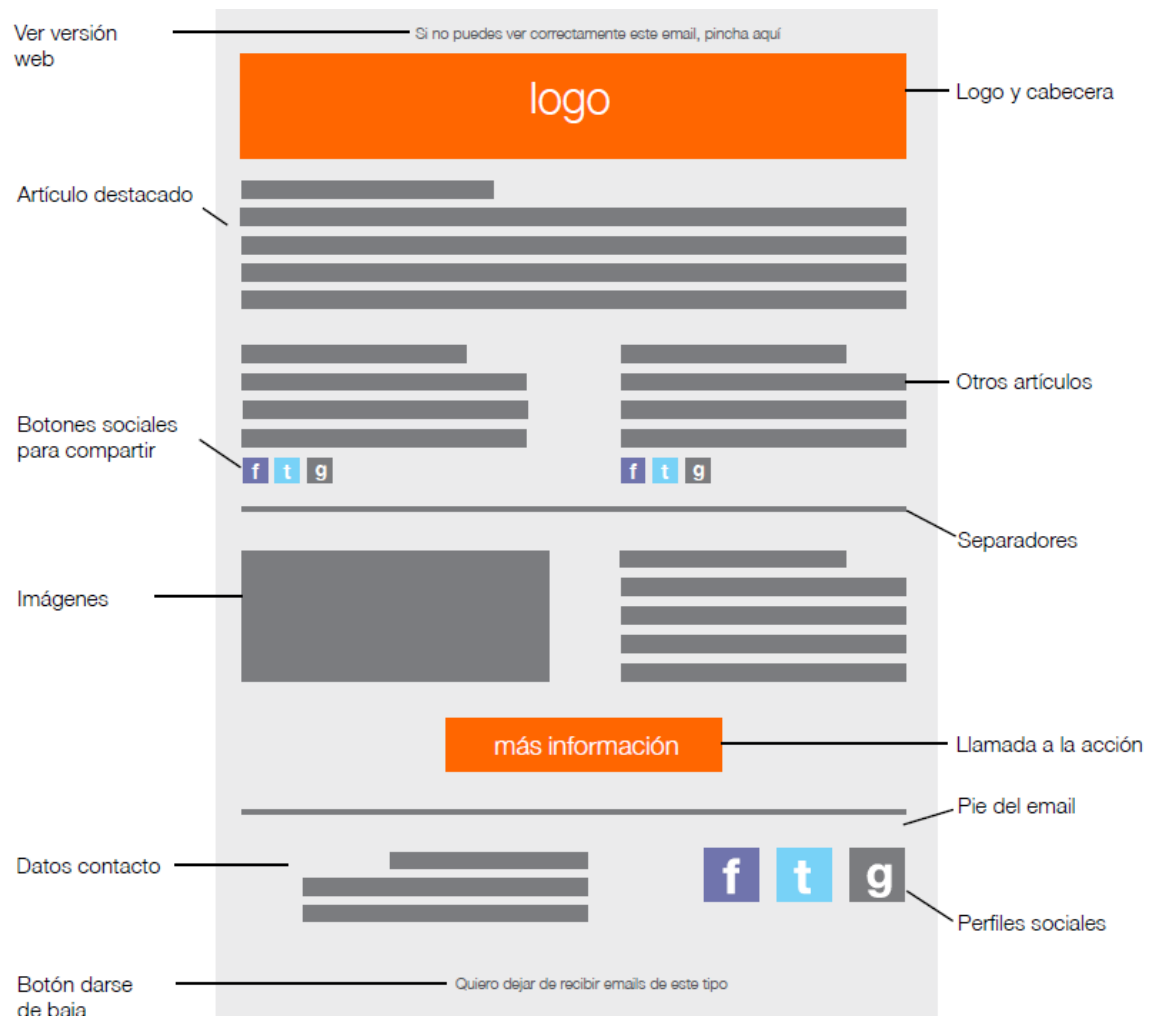 Ver versión
web
Si no puedes ver correctamente este email, pincha aquí
logo
Logo y cabecera
Artículo destacado
Otros artículos
Botones sociales
para compartir
f t g
f t g
Separadores
Imágenes
más información
Llamada a la acción
Pie del email
Datos contacto
f t g
Perfiles sociales
Botón darse
de baja
Quiero dejar de recibir emails de este tipo